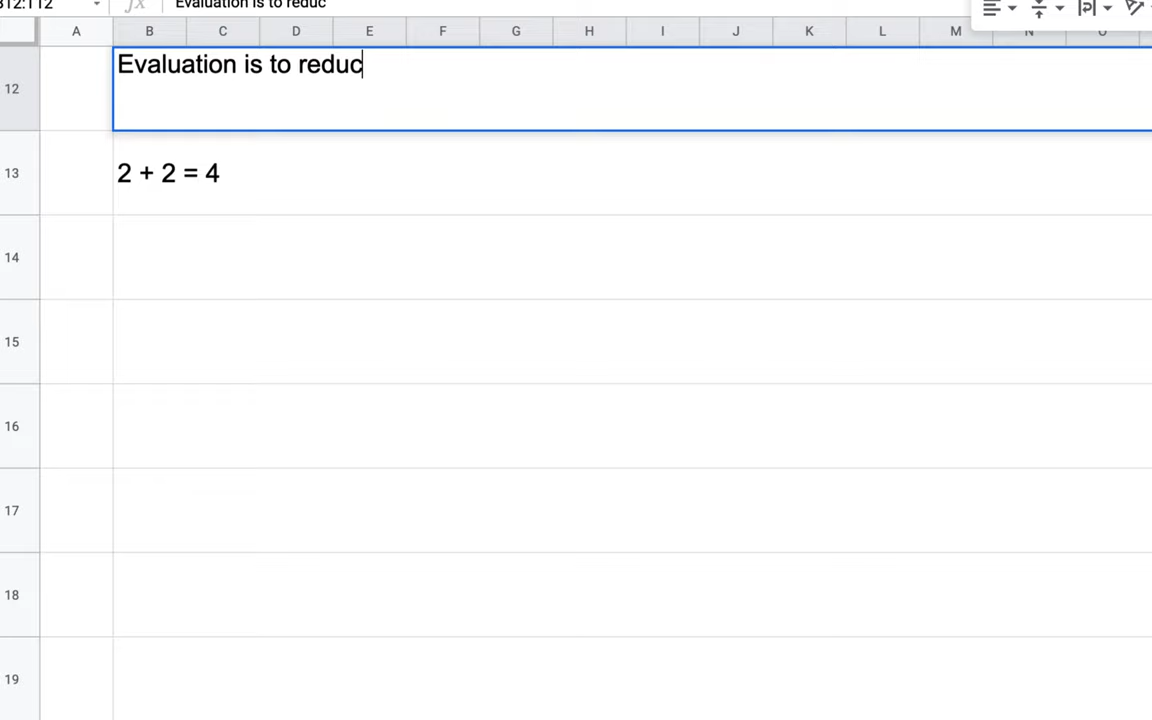 Evaluation is to reduc
A B C D E F G H I J K L M
12 Evaluation is to reduc
13 2 + 2 = 4
14
15
16
17
18
19